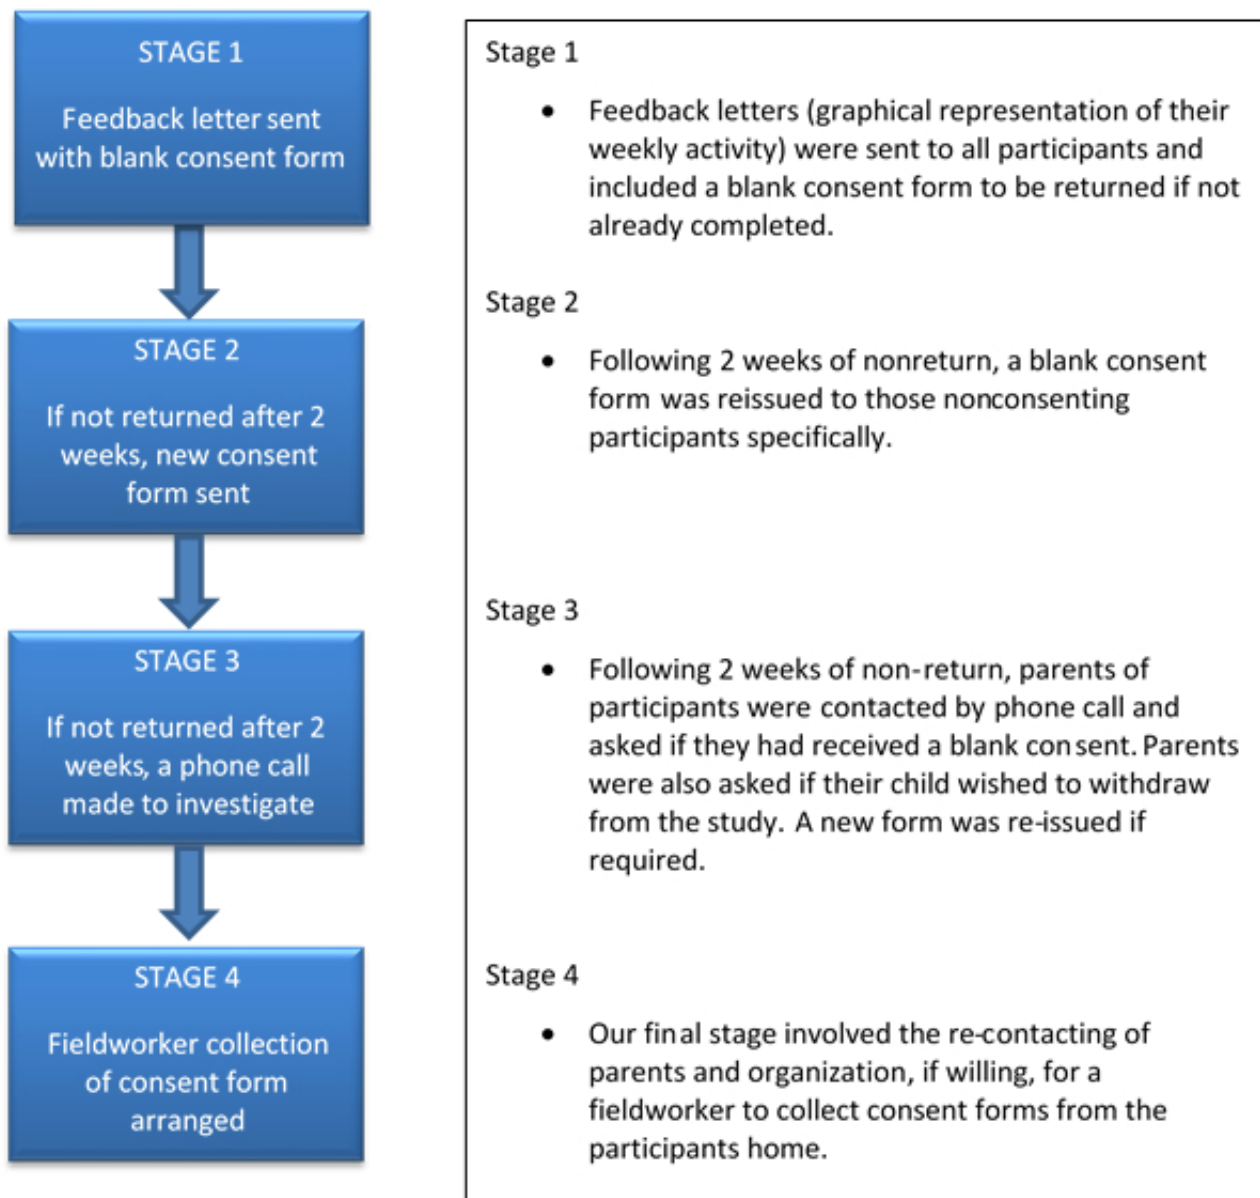 STAGE 1
Feedback letter sent
with blank consent form
STAGE 2
If not returned after 2
weeks, new consent
form sent
STAGE 3
If not returned after 2
weeks, a phone call
made to investigate
STAGE 4
Fieldworker collection
of consent form
arranged
Stage 1
• Feedback letters (graphical representation of their
weekly activity) were sent to all participants and
included a blank consent form to be returned if not
already completed.
Stage 2
• Following 2 weeks of nonreturn, a blank consent
form was reissued to those nonconsenting
participants specifically.
Stage 3
• Following 2 weeks of non-return, parents of
participants were contacted by phone call and
asked if they had received a blank consent. Parents
were also asked if their child wished to withdraw
from the study. A new form was re-issued if
required.
Stage 4
• Our final stage involved the re-contacting of
parents and organization, if willing, for a
fieldworker to collect consent forms from the
participants home.